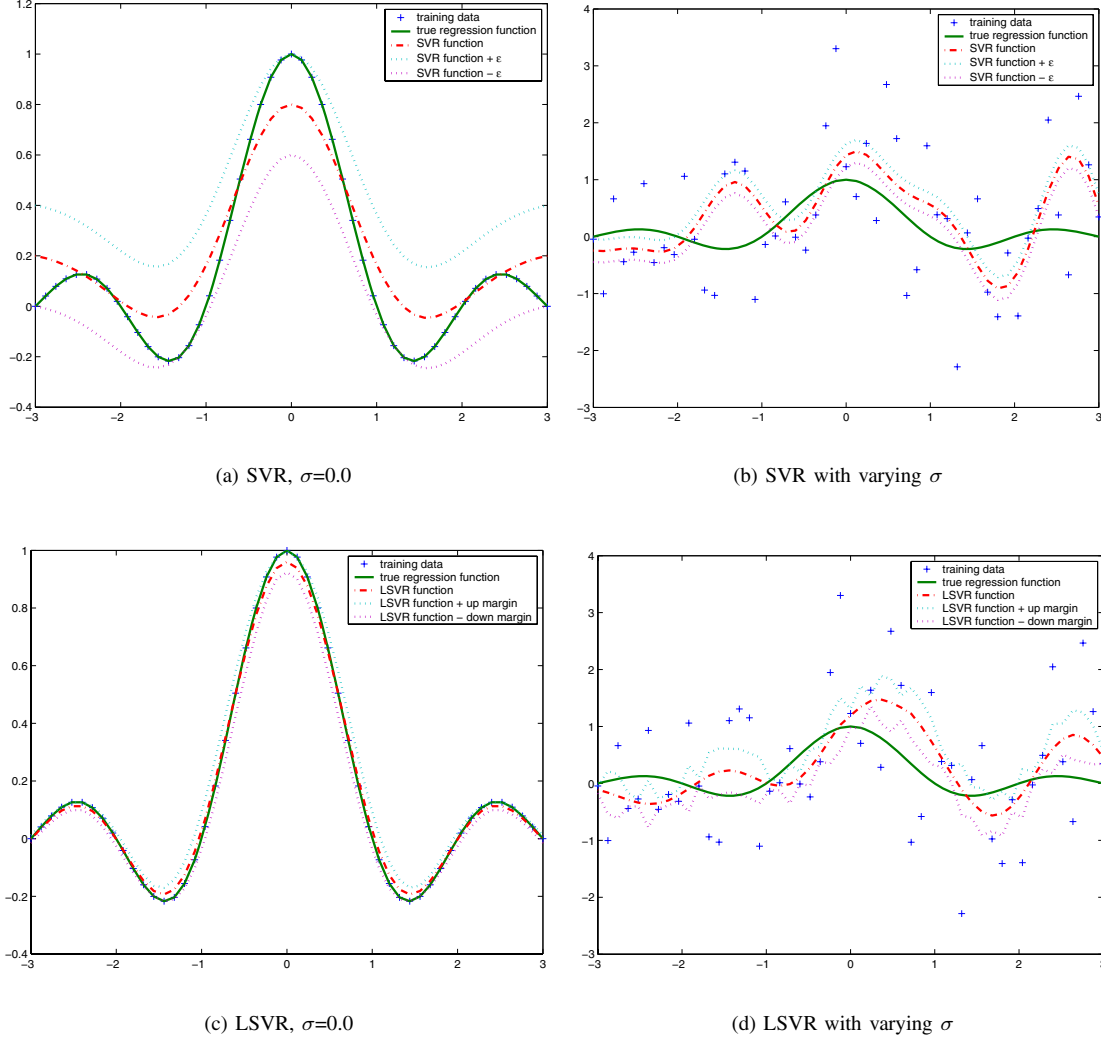 1.2
1
0.8
0.6
0.4
0.2
0
−0.2
−0.4
−3
−2
−1
0
1
2
3
training data
true regression function
SVR function
SVR function + ε
SVR function − ε
(a) SVR, σ=0.0
4
3
2
1
0
−1
−2
−3
−3
−2
−1
0
1
2
3
training data
true regression function
SVR function
SVR function + ε
SVR function − ε
(b) SVR with varying σ
1
0.8
0.6
0.4
0.2
0
−0.2
−0.4
−3
−2
−1
0
1
2
3
training data
true regression function
LSVR function
LSVR function + up margin
LSVR function − down margin
(c) LSVR, σ=0.0
4
3
2
1
0
−1
−2
−3
−3
−2
−1
0
1
2
3
training data
true regression function
LSVR function
LSVR function + up margin
LSVR function − down margin
(d) LSVR with varying σ